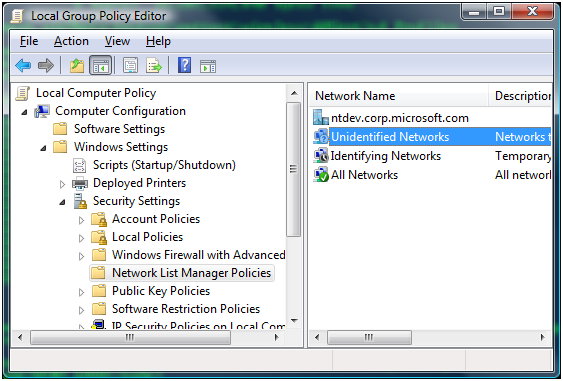 Local Group Policy Editor
File Action View Help
Local Computer Policy
Computer Configuration
Software Settings
Windows Settings
Scripts (Startup/Shutdown)
Deployed Printers
Security Settings
Account Policies
Local Policies
Windows Firewall with Advanced
Network List Manager Policies
Public Key Policies
Software Restriction Policies
IP Security Policies on Local Com
Network Name Description
ntdev.corp.microsoft.com
Unidentified Networks Networks t
Identifying Networks Temporary
All Networks All networ